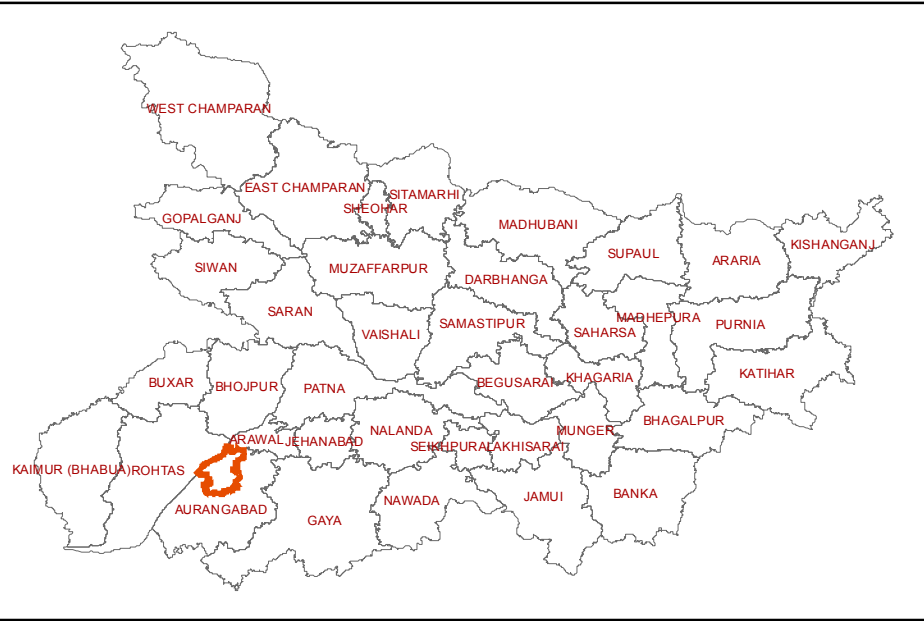 WEST CHAMPARAN
EAST CHAMPARAN
SITAMARHI
SHEOHAR
GOPALGANJ
MADHUBANI
SUPAUL
ARARIA
KISHANGANJ
SIWAN
MUZAFFARPUR
DARBHANGA
SARAN
VAISHALI
SAMASTIPUR
SAHARSA
MADHEPURA
PURNIA
BUXAR
BHOJPUR
PATNA
BEGUSARAI
KHAGARIA
KATIHAR
ARAWAL
JEHANABAD
NALANDA
SEIKHPURA
LAKHISARAI
MUNGER
BHAGALPUR
KAIMUR (BHABUA)
ROHTAS
AURANGABAD
GAYA
NAWADA
JAMUI
BANKA